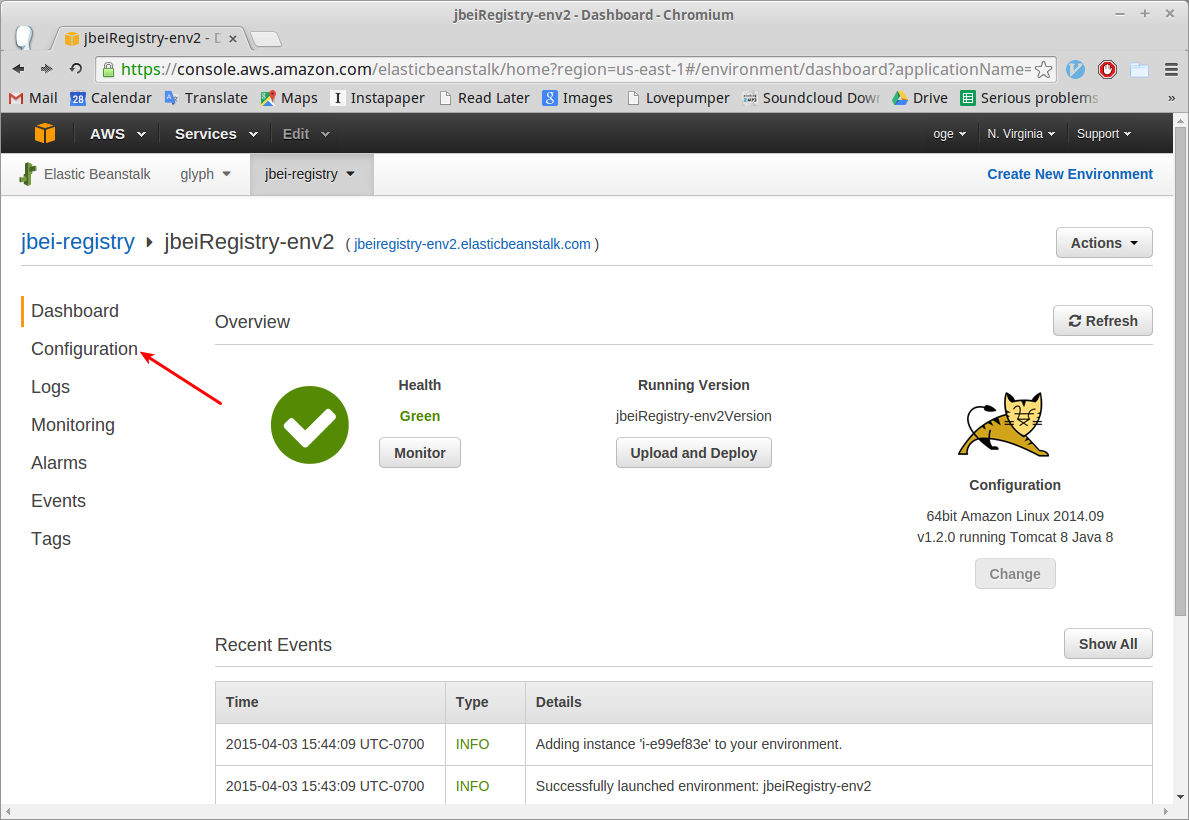 jbeiRegistry-env2 - Dashboard - Chromium
jbeiRegistry-env2 - D
https://console.aws.amazon.com/elasticbeanstalk/home?region=us-east-1#/environment/dashboard?applicationName=
Mail 28 Calendar Translate Maps I Instapaper Read Later 8 Images Lovepumper Soundcloud Down Drive Serious problems »
AWS Services Edit oge N. Virginia Support
Elastic Beanstalk glyph jbei-registry Create New Environment
jbei-registry jbeiRegistry-env2 ( jbeiregistry-env2.elasticbeanstalk.com ) Actions
Dashboard
Configuration
Logs
Monitoring
Alarms
Events
Tags
Overview Refresh
Health
Green
Monitor
Running Version
jbeiRegistry-env2Version
Upload and Deploy
Configuration
64bit Amazon Linux 2014.09
v1.2.0 running Tomcat 8 Java 8
Change
Recent Events Show All
Time Type Details
2015-04-03 15:44:09 UTC-0700 INFO Adding instance 'i-e99ef83e' to your environment.
2015-04-03 15:43:09 UTC-0700 INFO Successfully launched environment: jbeiRegistry-env2